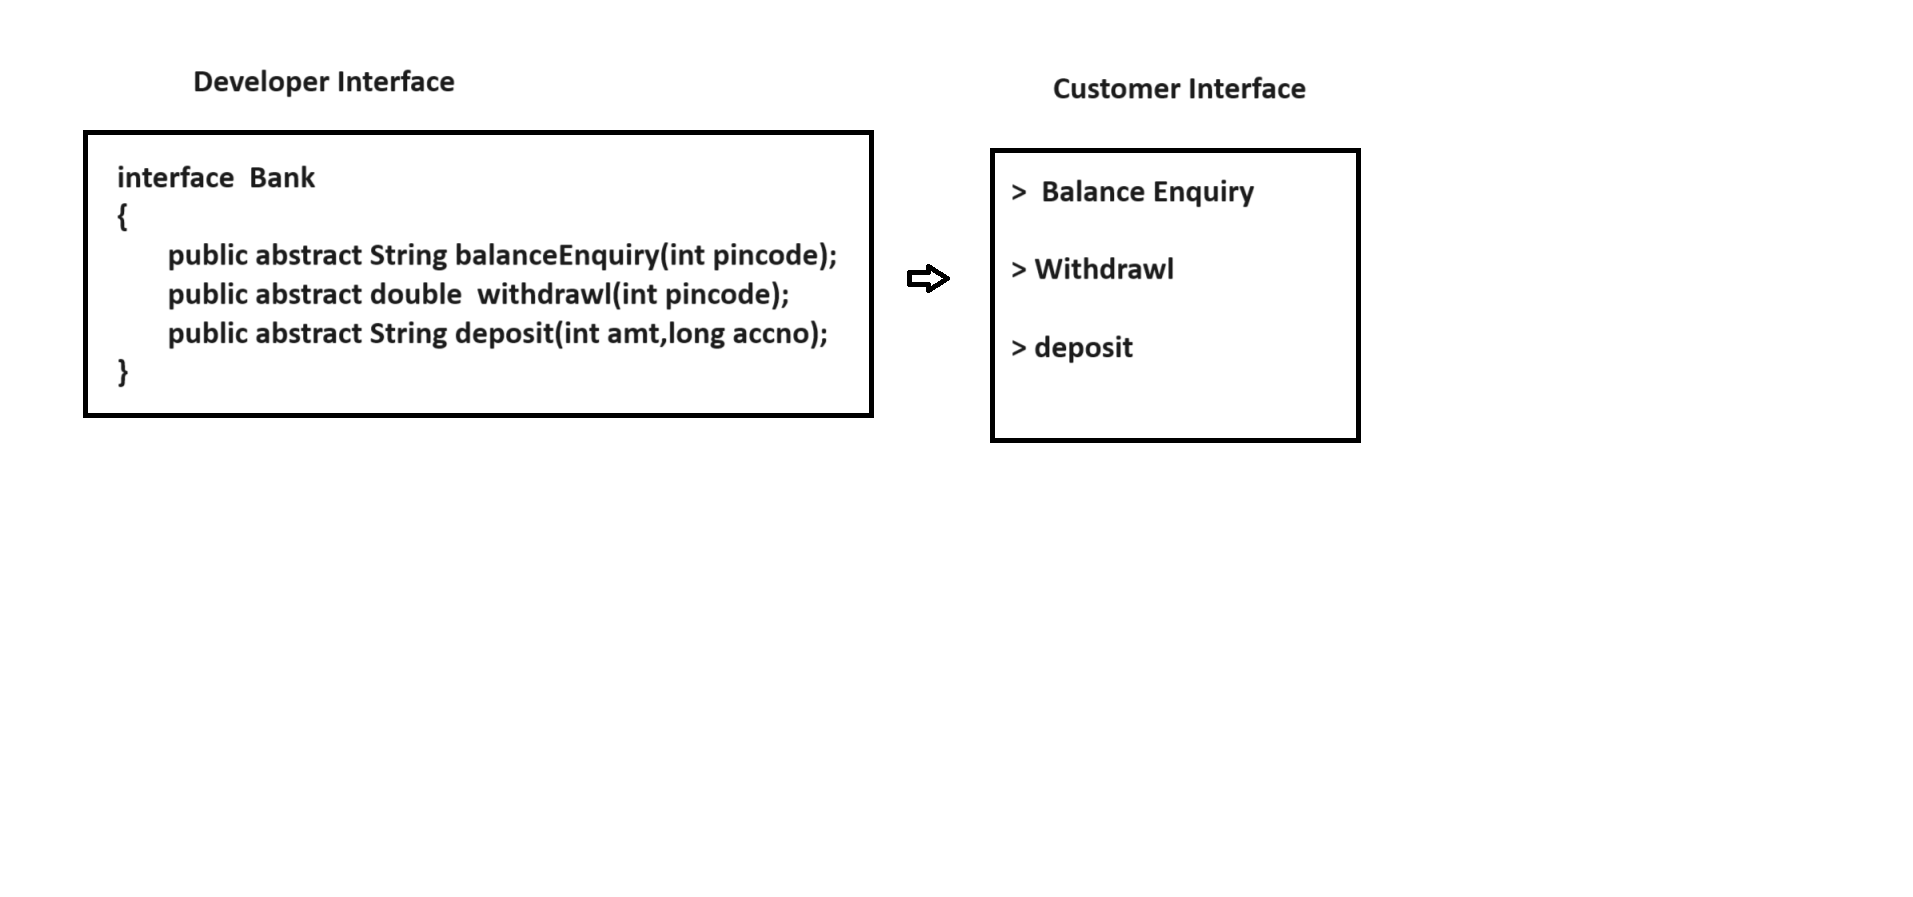 Developer Interface
interface  Bank
{
public abstract String balanceEnquiry(int pincode);
public abstract double  withdrawl(int pincode);
public abstract String deposit(int amt,long accno);
}
Customer Interface
>  Balance Enquiry
> Withdrawl
> deposit